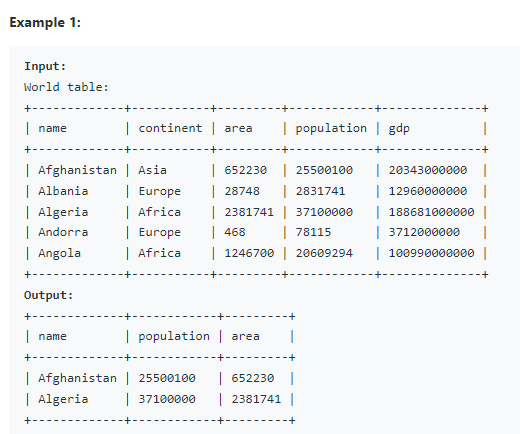 Example 1:
Input:
World table:
+-------------+-----------+---------+------------+--------------+
| name        | continent | area    | population | gdp          |
+-------------+-----------+---------+------------+--------------+
| Afghanistan | Asia      | 652230  | 25500100   | 20343000000  |
| Albania     | Europe    | 28748   | 2831741    | 12960000000  |
| Algeria     | Africa    | 2381741 | 37100000   | 188681000000 |
| Andorra     | Europe    | 468     | 78115      | 3712000000   |
| Angola      | Africa    | 1246700 | 20609294   | 100990000000 |
+-------------+-----------+---------+------------+--------------+
Output:
+-------------+------------+---------+
| name        | population | area    |
+-------------+------------+---------+
| Afghanistan | 25500100   | 652230  |
| Algeria     | 37100000   | 2381741 |
+-------------+------------+---------+